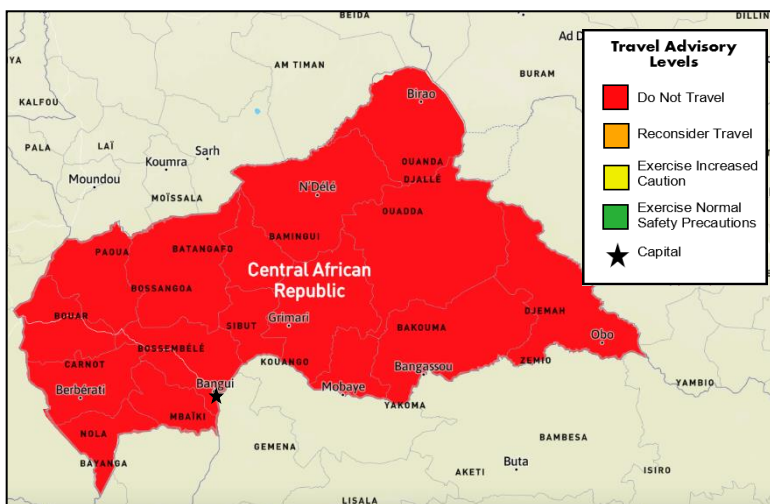 BEIDA
DILLIN
YA
AM TIMAN
Ad D
BURAM
KALFOU
Birao
PALA
LAÏ
Sarh
Koumra
Moundou
MOÏSSALA
OUANDA
DJALLÉ
N'Délé
OUADDA
PAOUA
BATANGAFO
BAMINGUI
Central African
Republic
BOSSANGOA
BOUAR
SIBUT
Grimari
BAKOUMA
DJEMAH
Obo
BOSSEMBÉLÉ
KOUANGO
CARNOT
Bangassou
ZEMIO
Berbérati
Bangui
Mobaye
YAKOMA
YAMBIO
MBAÏKI
NOLA
BAYANGA
GEMENA
BAMBESA
AKETI
Buta
ISIRO
LISALA
Travel Advisory
Levels
Do Not Travel
Reconsider Travel
Exercise Increased
Caution
Exercise Normal
Safety Precautions
Capital